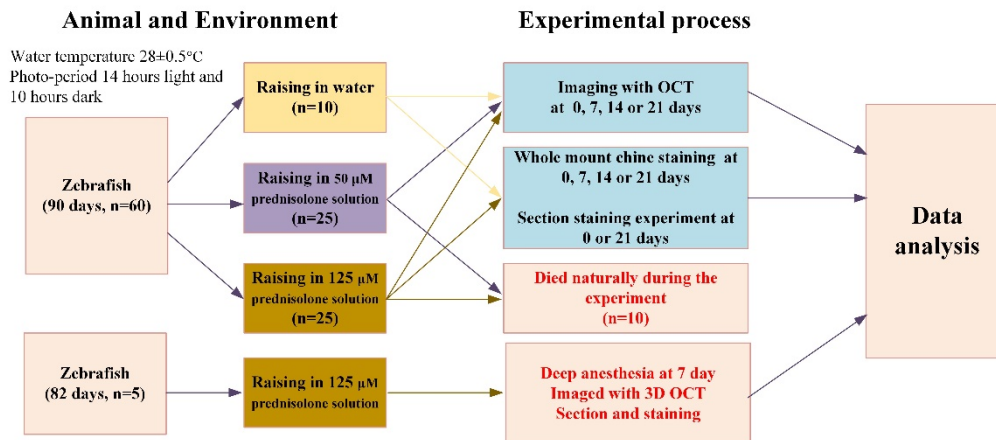 Animal and Environment
Experimental process
Water temperature 28±0.5°C
Photo-period 14 hours light and
10 hours dark
Zebrafish
(90 days, n=60)
Raising in water
(n=10)
Raising in 50 μM
prednisolone solution
(n=25)
Raising in 125 μM
prednisolone solution
(n=25)
Imaging with OCT
at 0, 7, 14 or 21 days
Whole mount chine staining at
0, 7, 14 or 21 days
Section staining experiment at
0 or 21 days
Died naturally during the
experiment
(n=10)
Zebrafish
(82 days, n=5)
Raising in 125 μM
prednisolone solution
Deep anesthesia at 7 day
Imaged with 3D OCT
Section and staining
Data
analysis